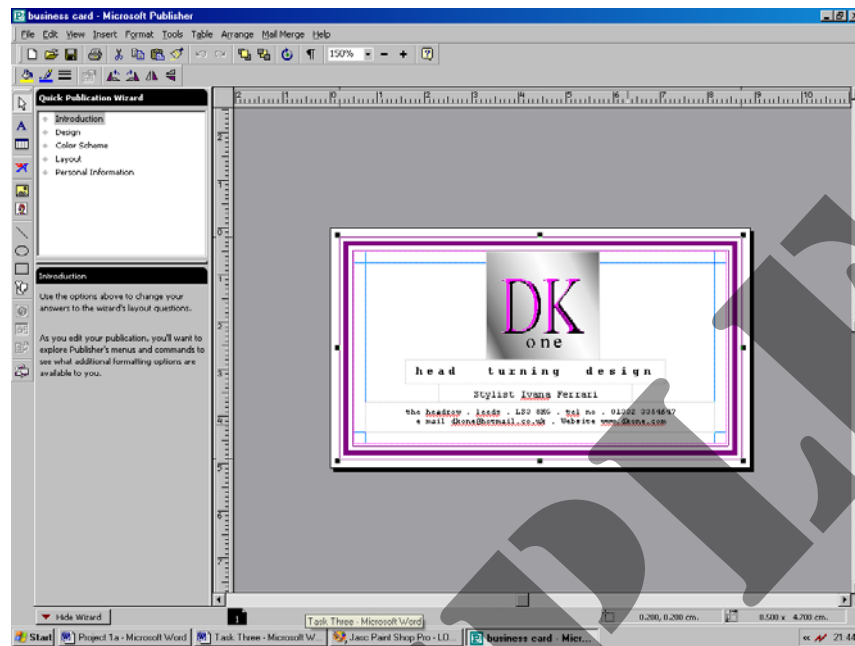 business card - Microsoft Publisher
File Edit View Insert Format Tools Table Arrange Mail Merge Help
150%
Quick Publication Wizard
Introduction
Design
Color Scheme
Layout
Personal Information
Introduction
Use the options above to change your
answers to the wizard's layout questions.
As you edit your publication, you'll want to
explore Publisher's menus and commands to
see what additional formatting options are
available to you.
DK
one
head turning design
Stylist Ivana Ferrari
the headrow . leeds . LS0 . tel no . 01302
e mail dkone@hotmail.co.uk . Website www.dkone.com
Hide Wizard
1
Task Three - Microsoft Word
0.200, 0.200 cm.
8.500 x 4.700 cm.
Start
Project 1a - Microsoft Word
Task Three - Microsoft W...
Jasc Paint Shop Pro - LO...
business card - Micr...
21:44